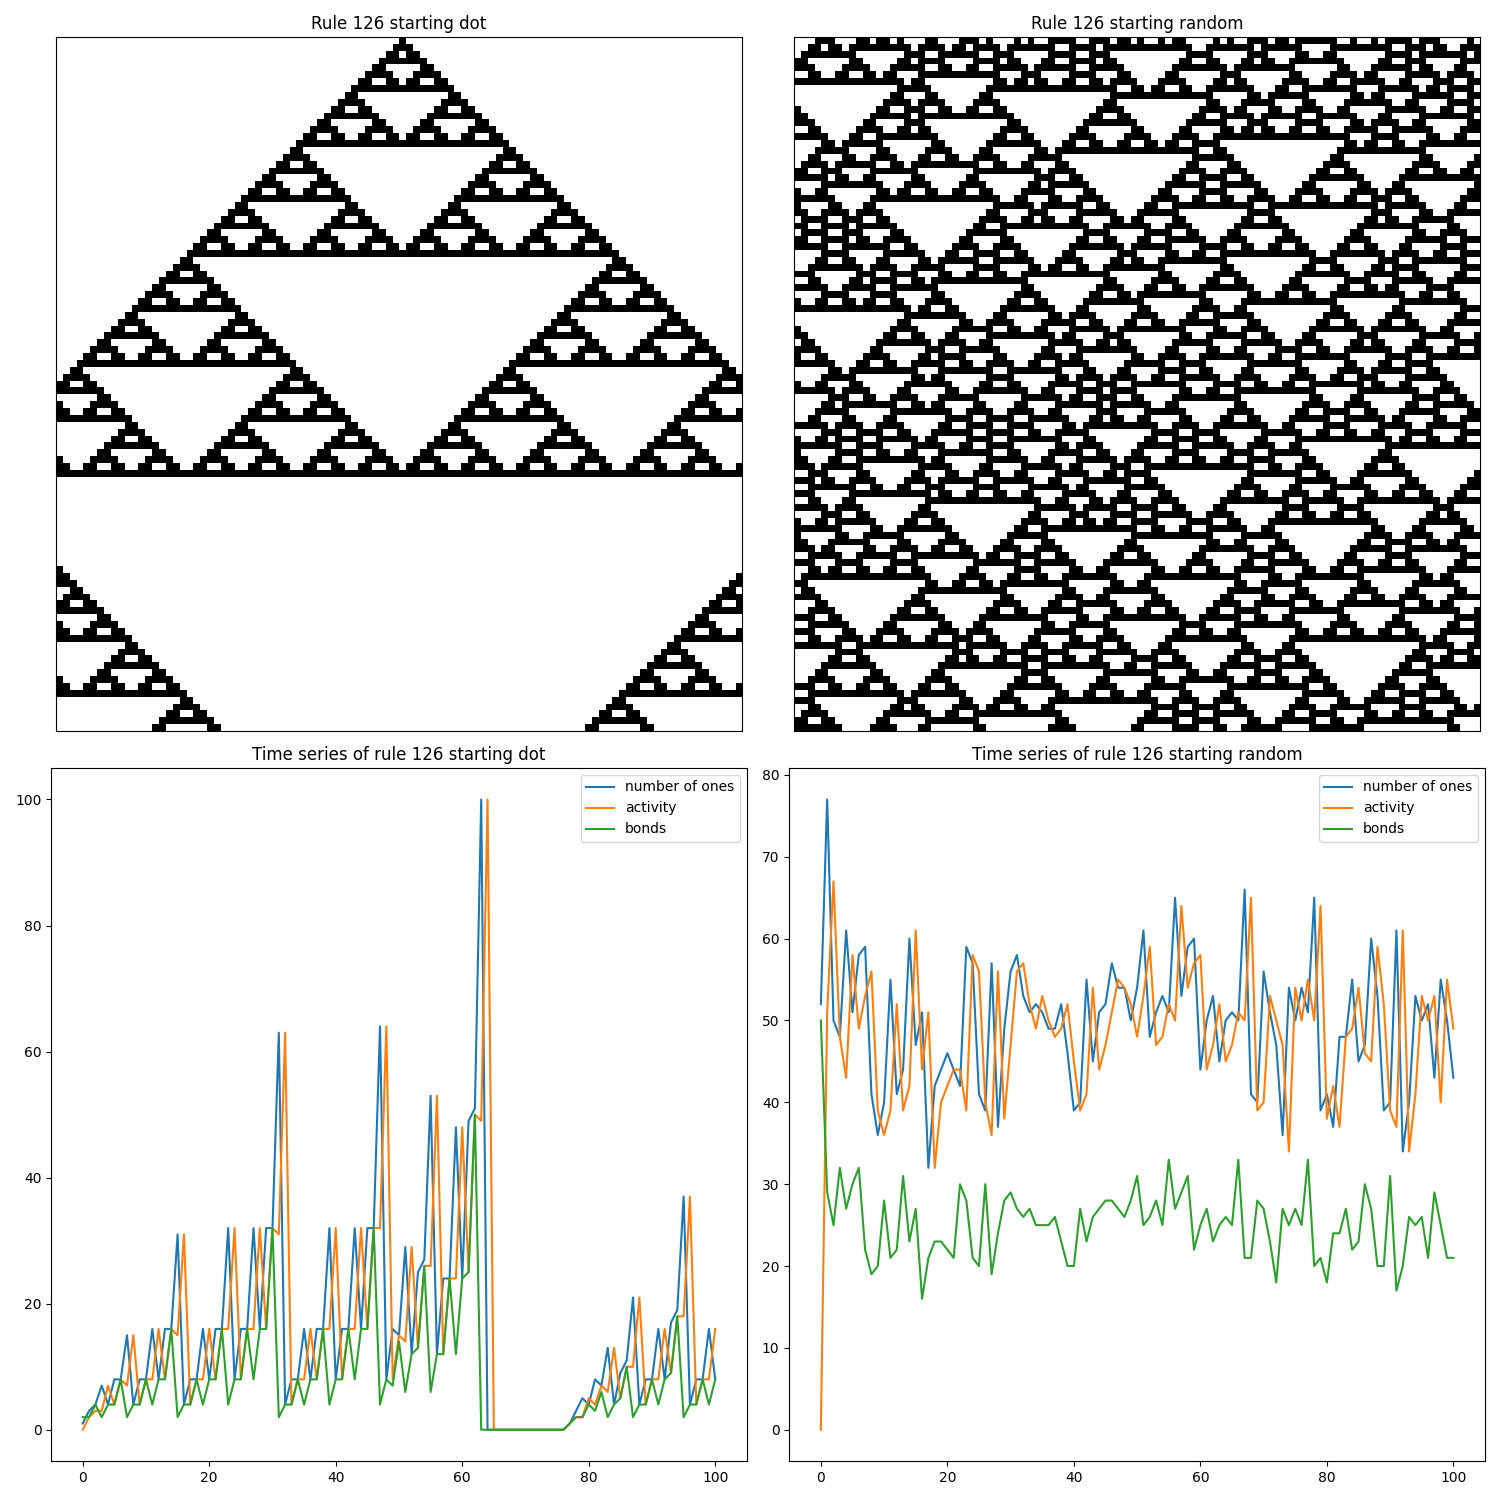 Rule 126 starting dot
Rule 126 starting random
Time series of rule 126 starting dot
number of ones
activity
bonds
100
80
60
40
20
0
0 20 40 60 80 100
Time series of rule 126 starting random
number of ones
activity
bonds
80
70
60
50
40
30
20
10
0
0 20 40 60 80 100